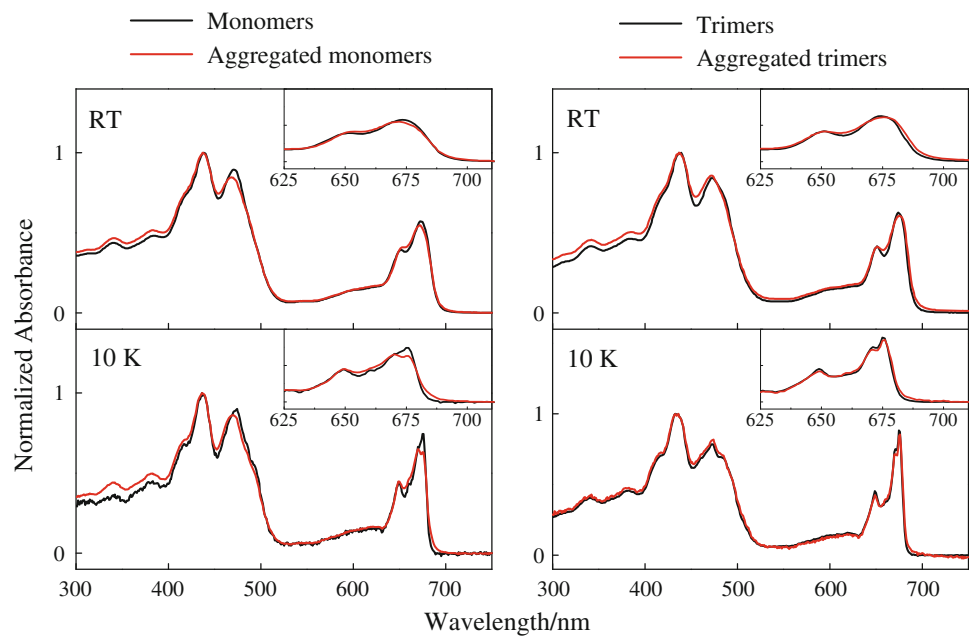 Monomers
Aggregated monomers
Trimers
Aggregated trimers
RT
625 650 675 700
1
0
RT
625 650 675 700
10 K
625 650 675 700
1
0
300 400 500 600 700
10 K
625 650 675 700
1
0
300 400 500 600 700
Normalized Absorbance
Wavelength/nm